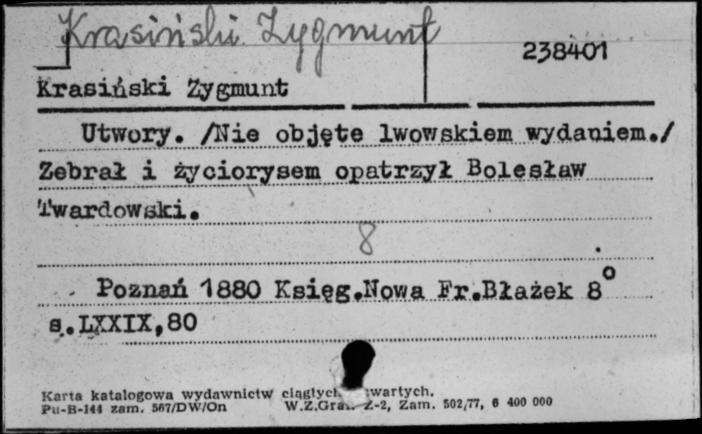 Krasiński Zygmunt
238401
Krasiński Zygmunt
Utwory. /Nie objęte lwowskiem wydaniem./
Zebrał i życiorysem opatrzył Bolesław
Twardowski.
8
Poznań 1880 Księg.Nowa Fr.Błażek 8°
s.LXXIX,80
Karta katalogowa wydawnictw ciągłych
Pu-B-144 zam. 567/DW/On W.Z.Graf. Z-2, Zam. 502/77, 6 400 000